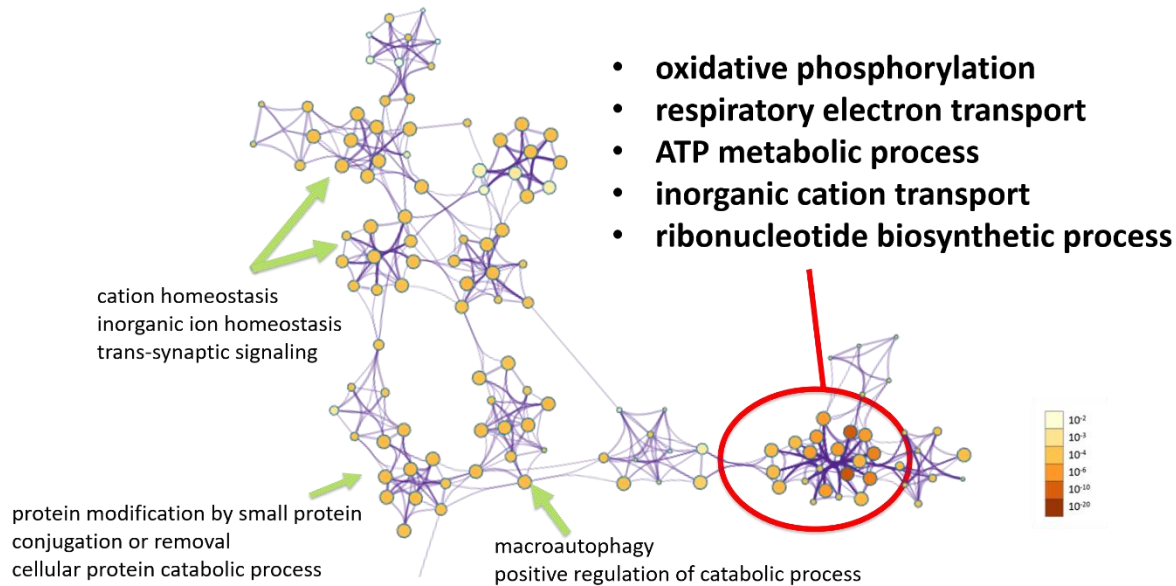 • oxidative phosphorylation
• respiratory electron transport
• ATP metabolic process
• inorganic cation transport
• ribonucleotide biosynthetic process
cation homeostasis
inorganic ion homeostasis
trans-synaptic signaling
10-2
10-3
10-4
10-6
10-10
10-20
protein modification by small protein
conjugation or removal
cellular protein catabolic process
macroautophagy
positive regulation of catabolic process